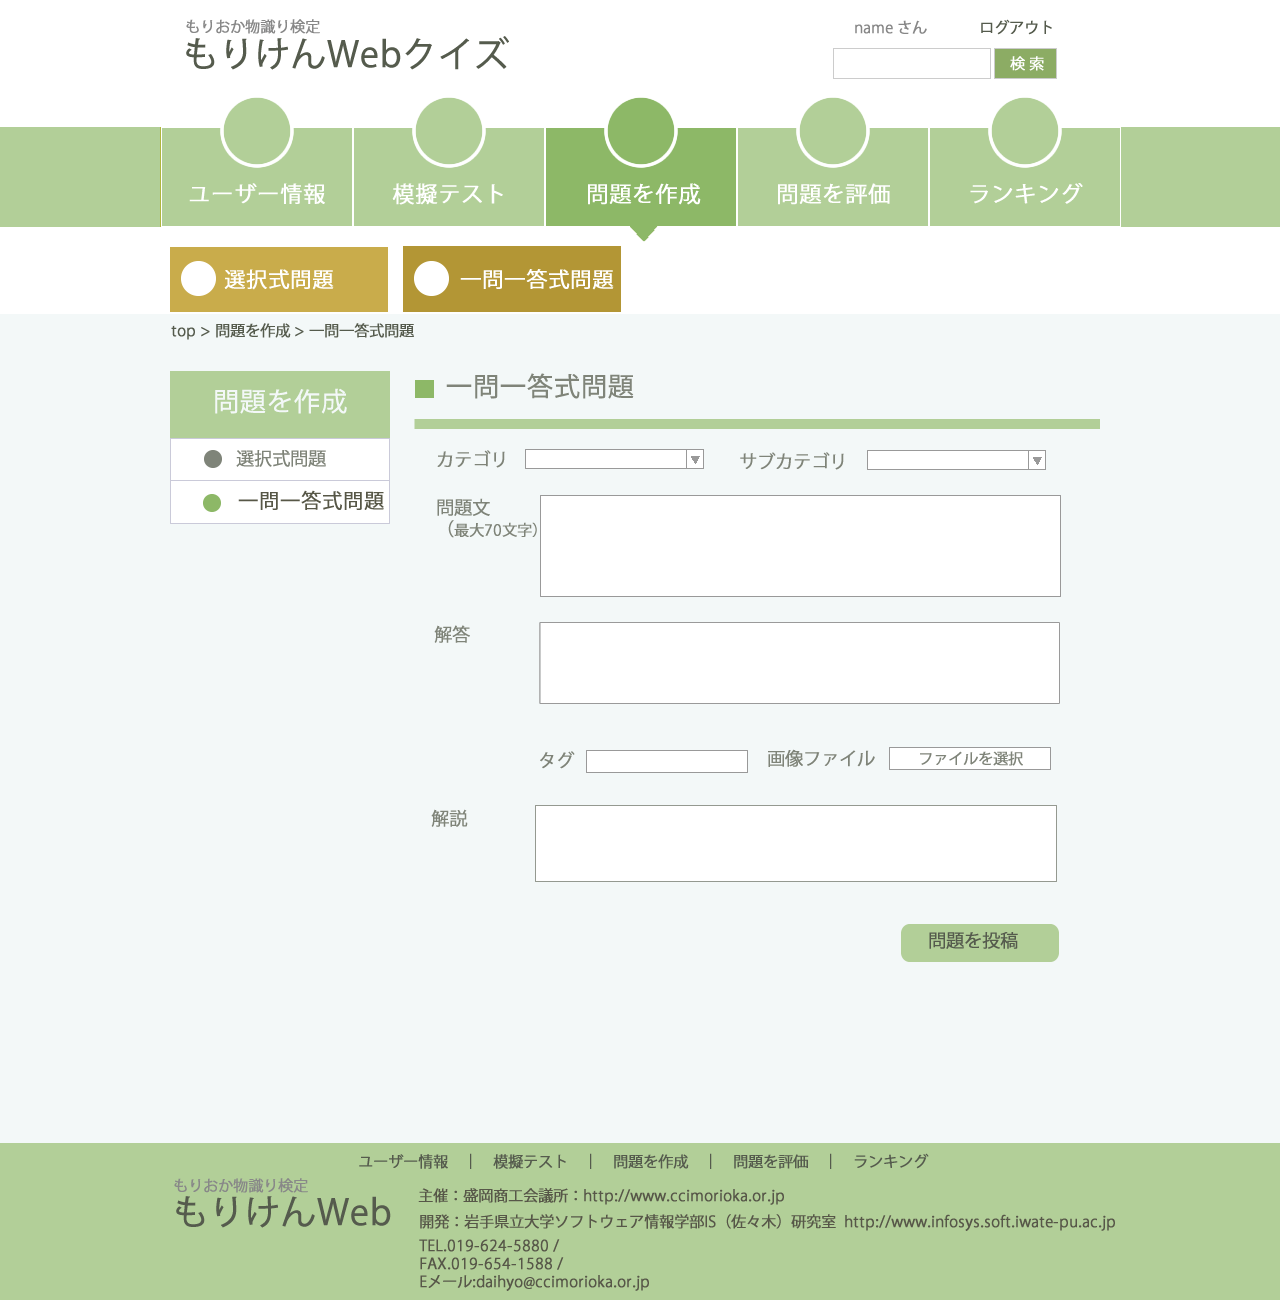 もりおか物識り検定
もりけんWebクイズ
name さん
ログアウト
検 索
ユーザー情報
模擬テスト
問題を作成
問題を評価
ランキング
選択式問題
一問一答式問題
top > 問題を作成 > 一問一答式問題
問題を作成
選択式問題
一問一答式問題
一問一答式問題
カテゴリ
サブカテゴリ
問題文
（最大70文字）
解答
タグ
画像ファイル
ファイルを選択
解説
問題を投稿
ユーザー情報 | 模擬テスト | 問題を作成 | 問題を評価 | ランキング
もりおか物識り検定
もりけんWeb
主催：盛岡商工会議所：http://www.ccimorioka.or.jp
開発：岩手県立大学ソフトウェア情報学部IS（佐々木）研究室 http://www.infosys.soft.iwate-pu.ac.jp
TEL.019-624-5880 /
FAX.019-654-1588 /
Eメール:daihyo@ccimorioka.or.jp